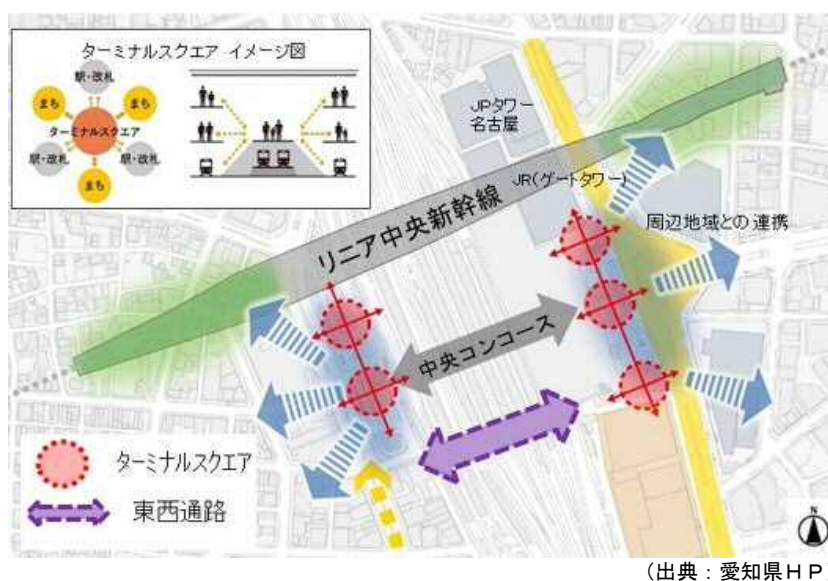 ターミナルスクエア イメージ図
駅・改札
まち
まち
ターミナルスクエア
駅・改札
駅・改札
まち
JPタワー
名古屋
JR(ゲートタワー)
リニア中央新幹線
周辺地域との連携
中央コンコース
ターミナルスクエア
東西通路
N
(出典:愛知県HP